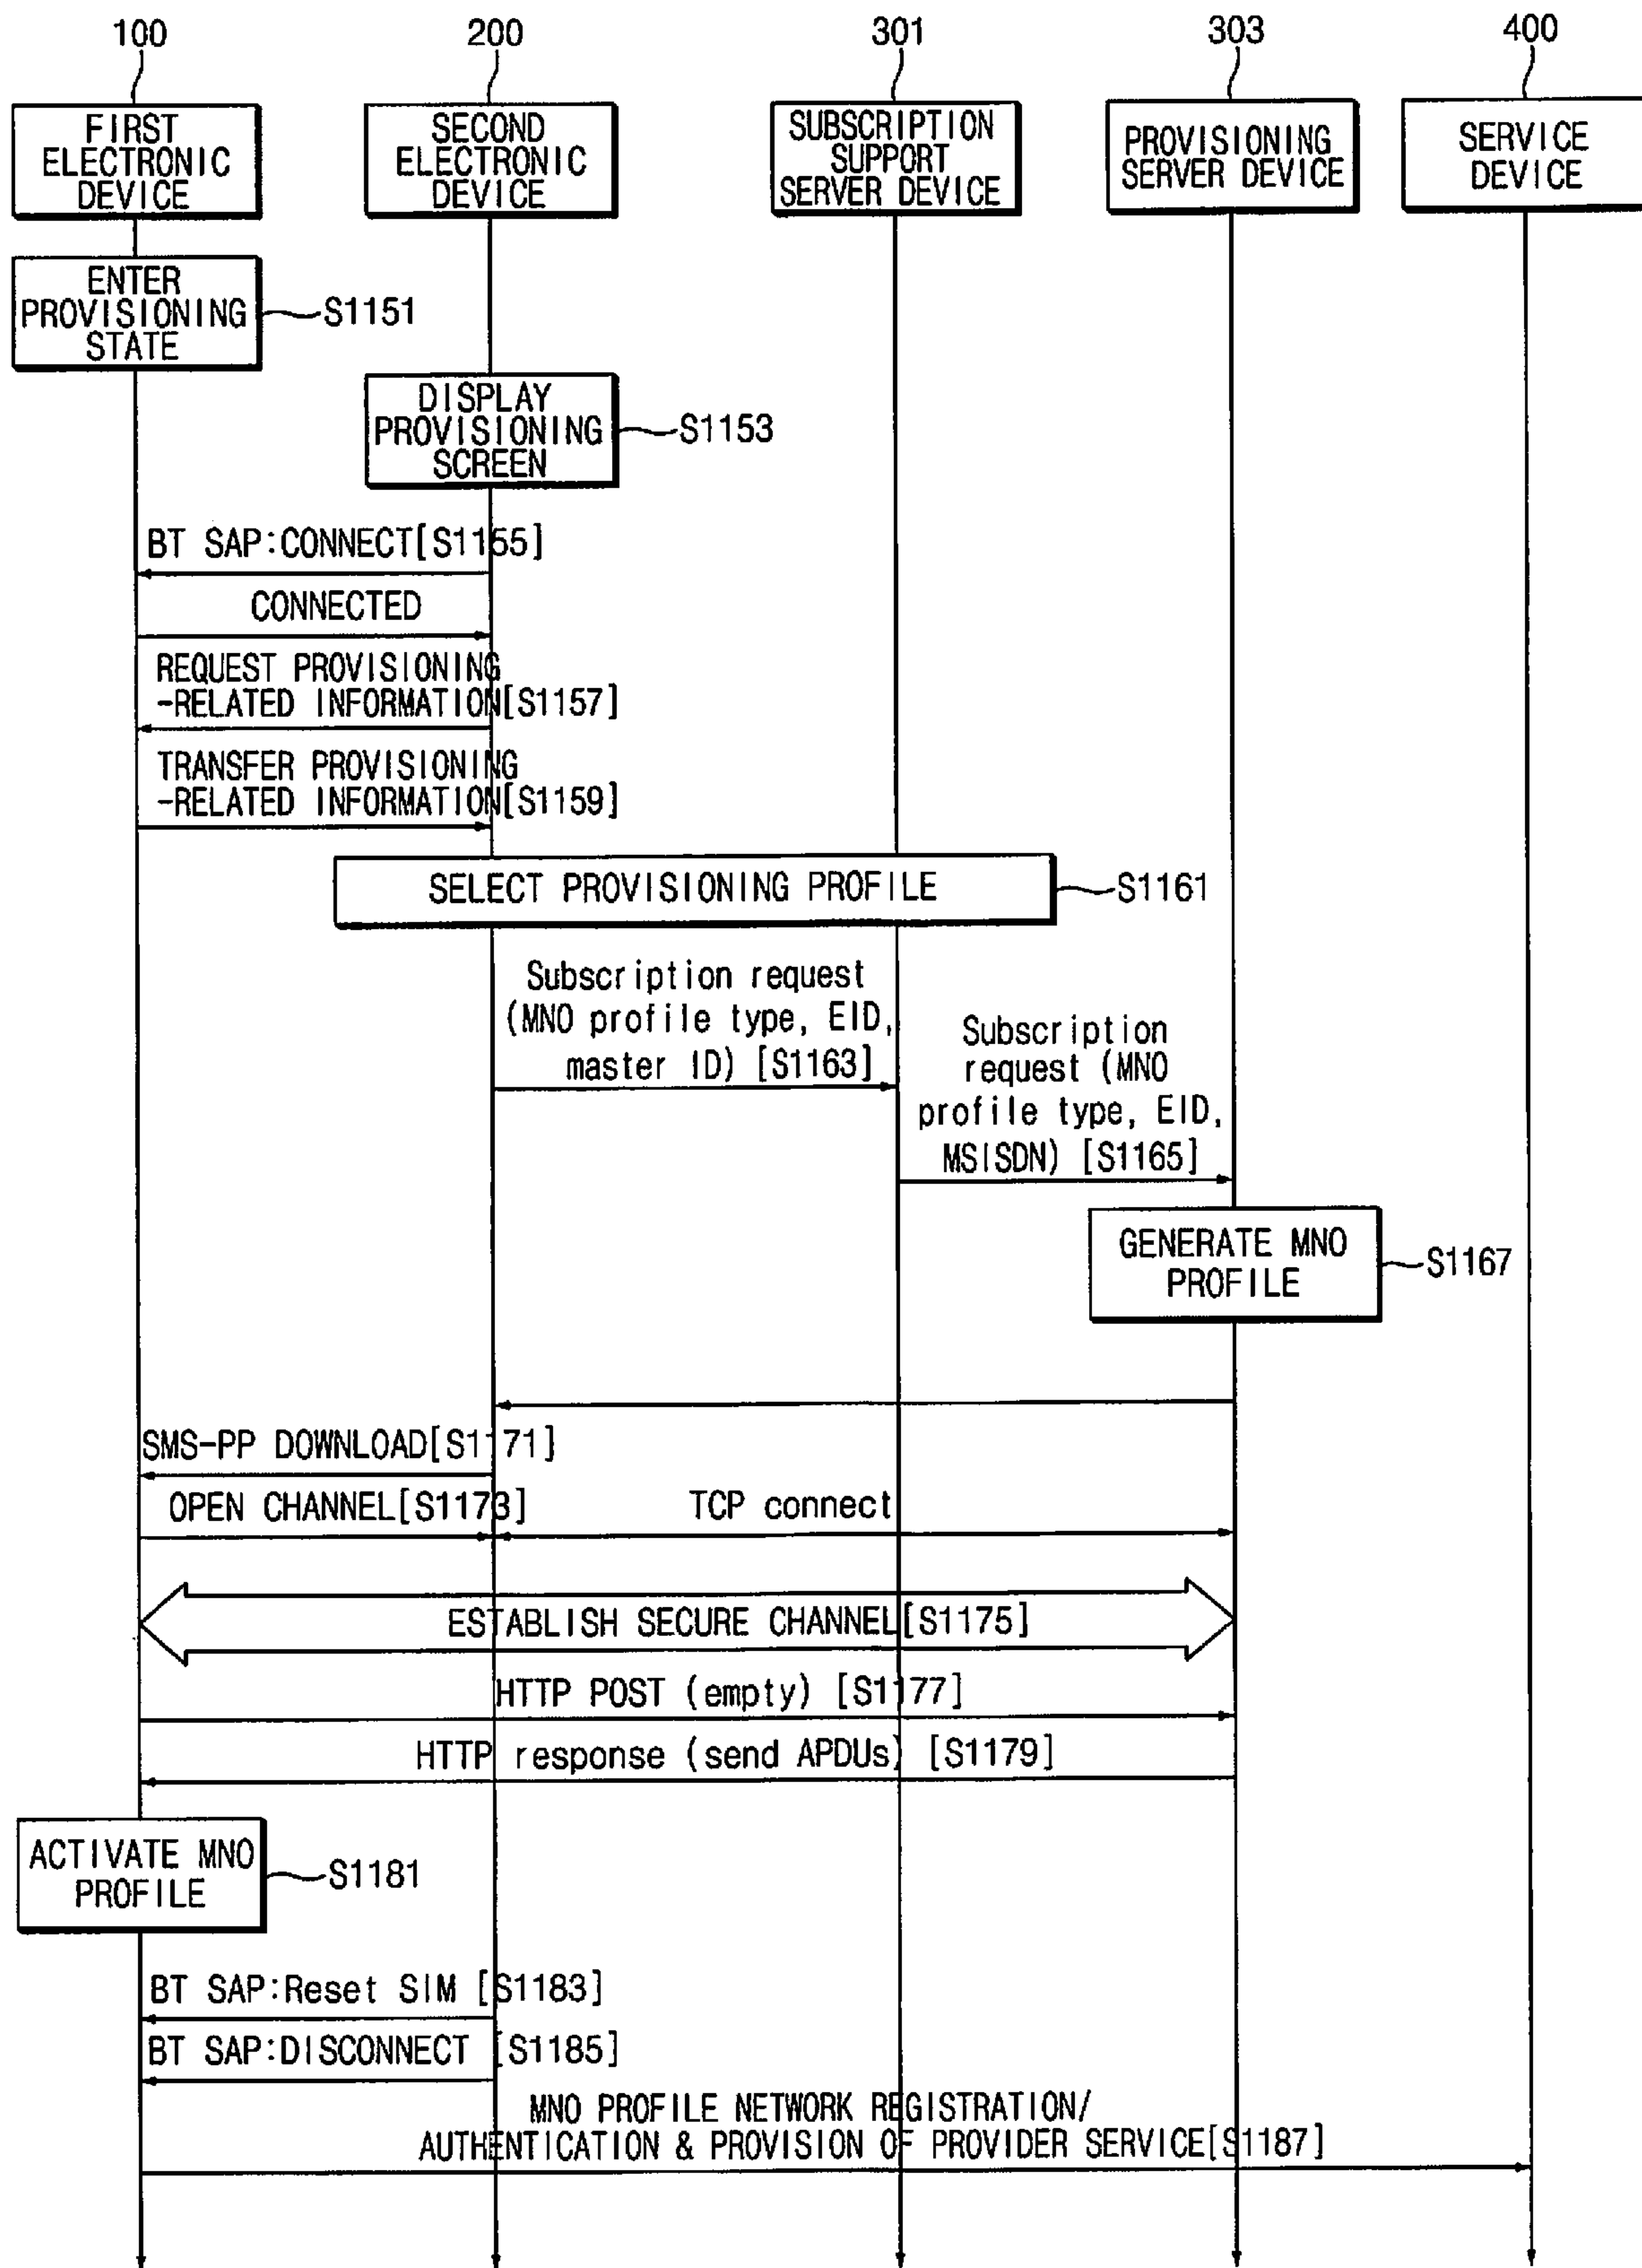 100
200
301
303
400
FIRST
ELECTRONIC
DEVICE
SECOND
ELECTRONIC
DEVICE
SUBSCRIPTION
SUPPORT
SERVER DEVICE
PROVISIONING
SERVER DEVICE
SERVICE
DEVICE
ENTER
PROVISIONING
STATE
S1151
DISPLAY
PROVISIONING
SCREEN
S1153
BT SAP:CONNECT[S1155]
CONNECTED
REQUEST PROVISIONING
-RELATED INFORMATION[S1157]
TRANSFER PROVISIONING
-RELATED INFORMATION[S1159]
SELECT PROVISIONING PROFILE
S1161
Subscription request
(MNO profile type, EID,
master ID) [S1163]
Subscription
request (MNO
profile type, EID,
MSISDN) [S1165]
GENERATE MNO
PROFILE
S1167
SMS-PP DOWNLOAD[S1171]
OPEN CHANNEL[S1173]
TCP connect
ESTABLISH SECURE CHANNEL[S1175]
HTTP POST (empty) [S1177]
HTTP response (send APDUs) [S1179]
ACTIVATE MNO
PROFILE
S1181
BT SAP:Reset SIM [S1183]
BT SAP:DISCONNECT [S1185]
MNO PROFILE NETWORK REGISTRATION/
AUTHENTICATION & PROVISION OF PROVIDER SERVICE[S1187]